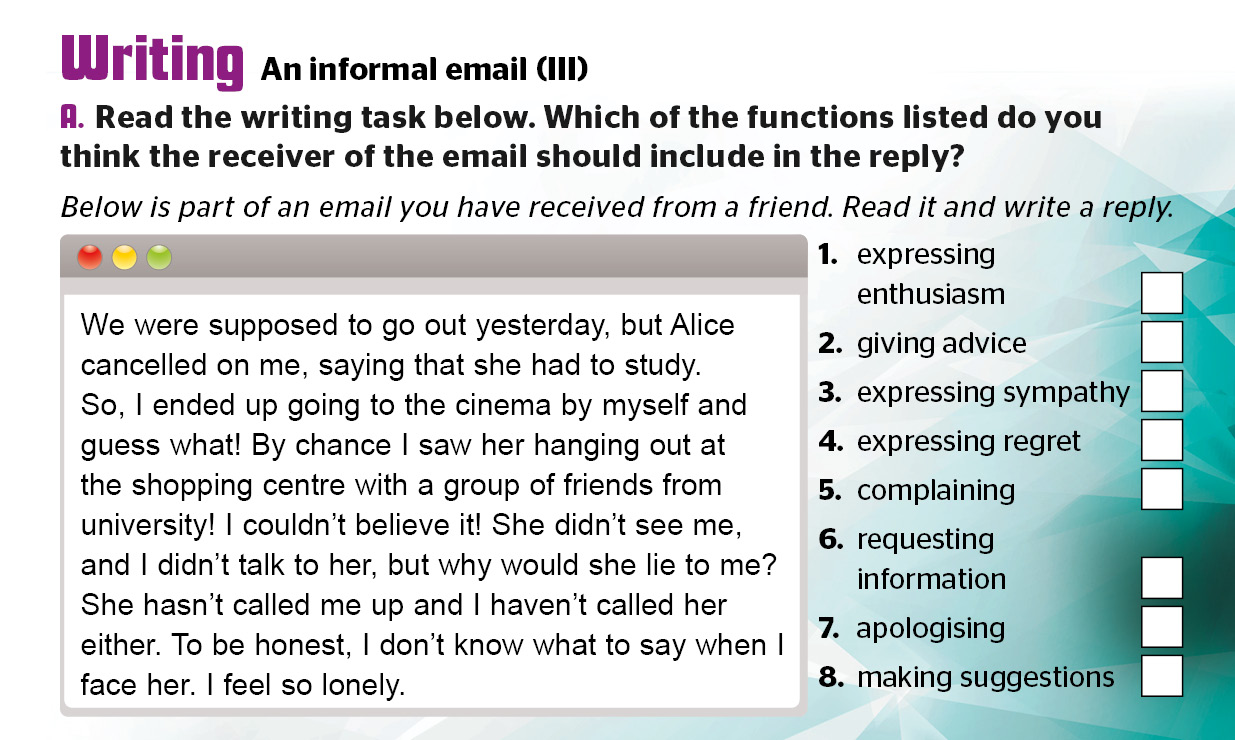 Writing An informal email (III)
A. Read the writing task below. Which of the functions listed do you
think the receiver of the email should include in the reply?
Below is part of an email you have received from a friend. Read it and write a reply.
We were supposed to go out yesterday, but Alice
cancelled on me, saying that she had to study.
So, I ended up going to the cinema by myself and
guess what! By chance I saw her hanging out at
the shopping centre with a group of friends from
university! I couldn't believe it! She didn't see me,
and I didn't talk to her, but why would she lie to me?
She hasn't called me up and I haven't called her
either. To be honest, I don't know what to say when I
face her. I feel so lonely.
1. expressing
enthusiasm
2. giving advice
3. expressing sympathy
4. expressing regret
5. complaining
6. requesting
information
7. apologising
8. making suggestions